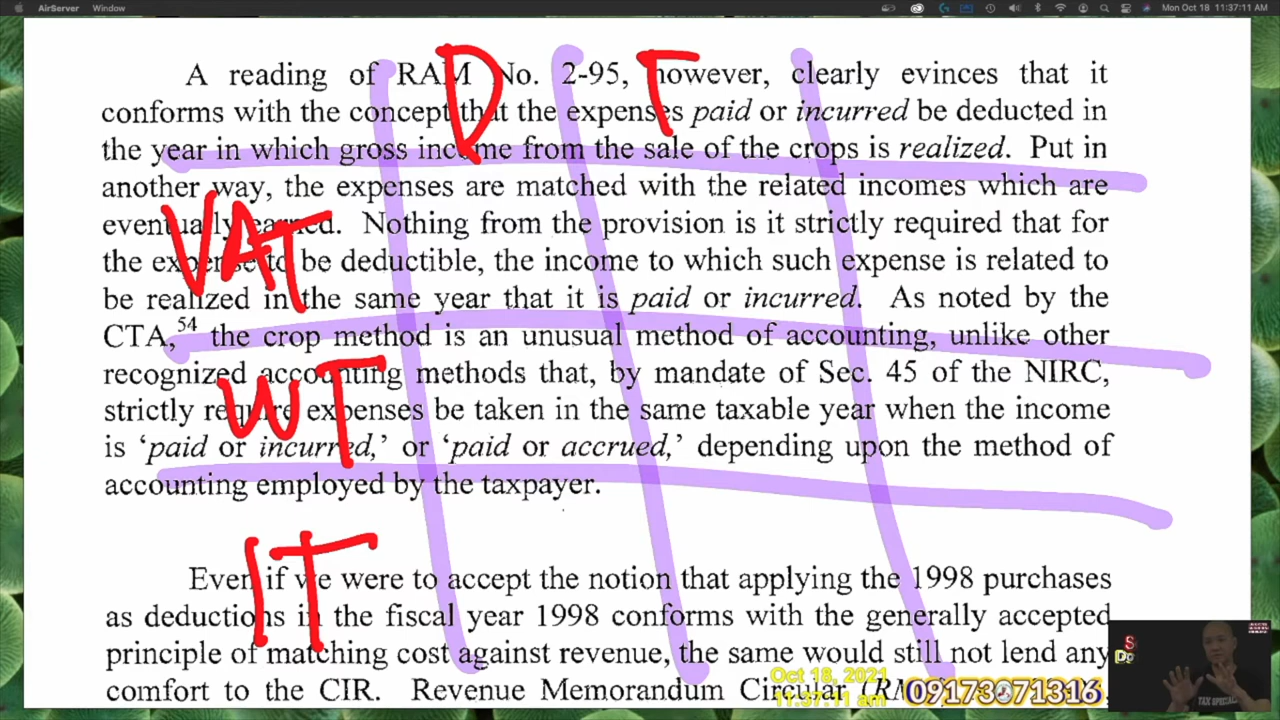 AirServer Window Mon Oct 18 11:37:11 AM
A reading of RAM No. 2-95, however, clearly evinces that it
conforms with the concept that the expenses paid or incurred be deducted in
the year in which gross income from the sale of the crops is realized. Put in
another way, the expenses are matched with the related incomes which are
eventually earned. Nothing from the provision is it strictly required that for
the expense to be deductible, the income to which such expense is related to
be realized in the same year that it is paid or incurred. As noted by the
CTA,54 the crop method is an unusual method of accounting, unlike other
recognized accounting methods that, by mandate of Sec. 45 of the NIRC,
strictly require expenses be taken in the same taxable year when the income
is ‘paid or incurred,’ or ‘paid or accrued,’ depending upon the method of
accounting employed by the taxpayer.
Even if we were to accept the notion that applying the 1998 purchases
as deductions in the fiscal year 1998 conforms with the generally accepted
principle of matching cost against revenue, the same would still not lend any
comfort to the CIR. Revenue Memorandum Circular
D
VAT
WT
IT
Oct 18, 2021
11:37:11 am
09173071316